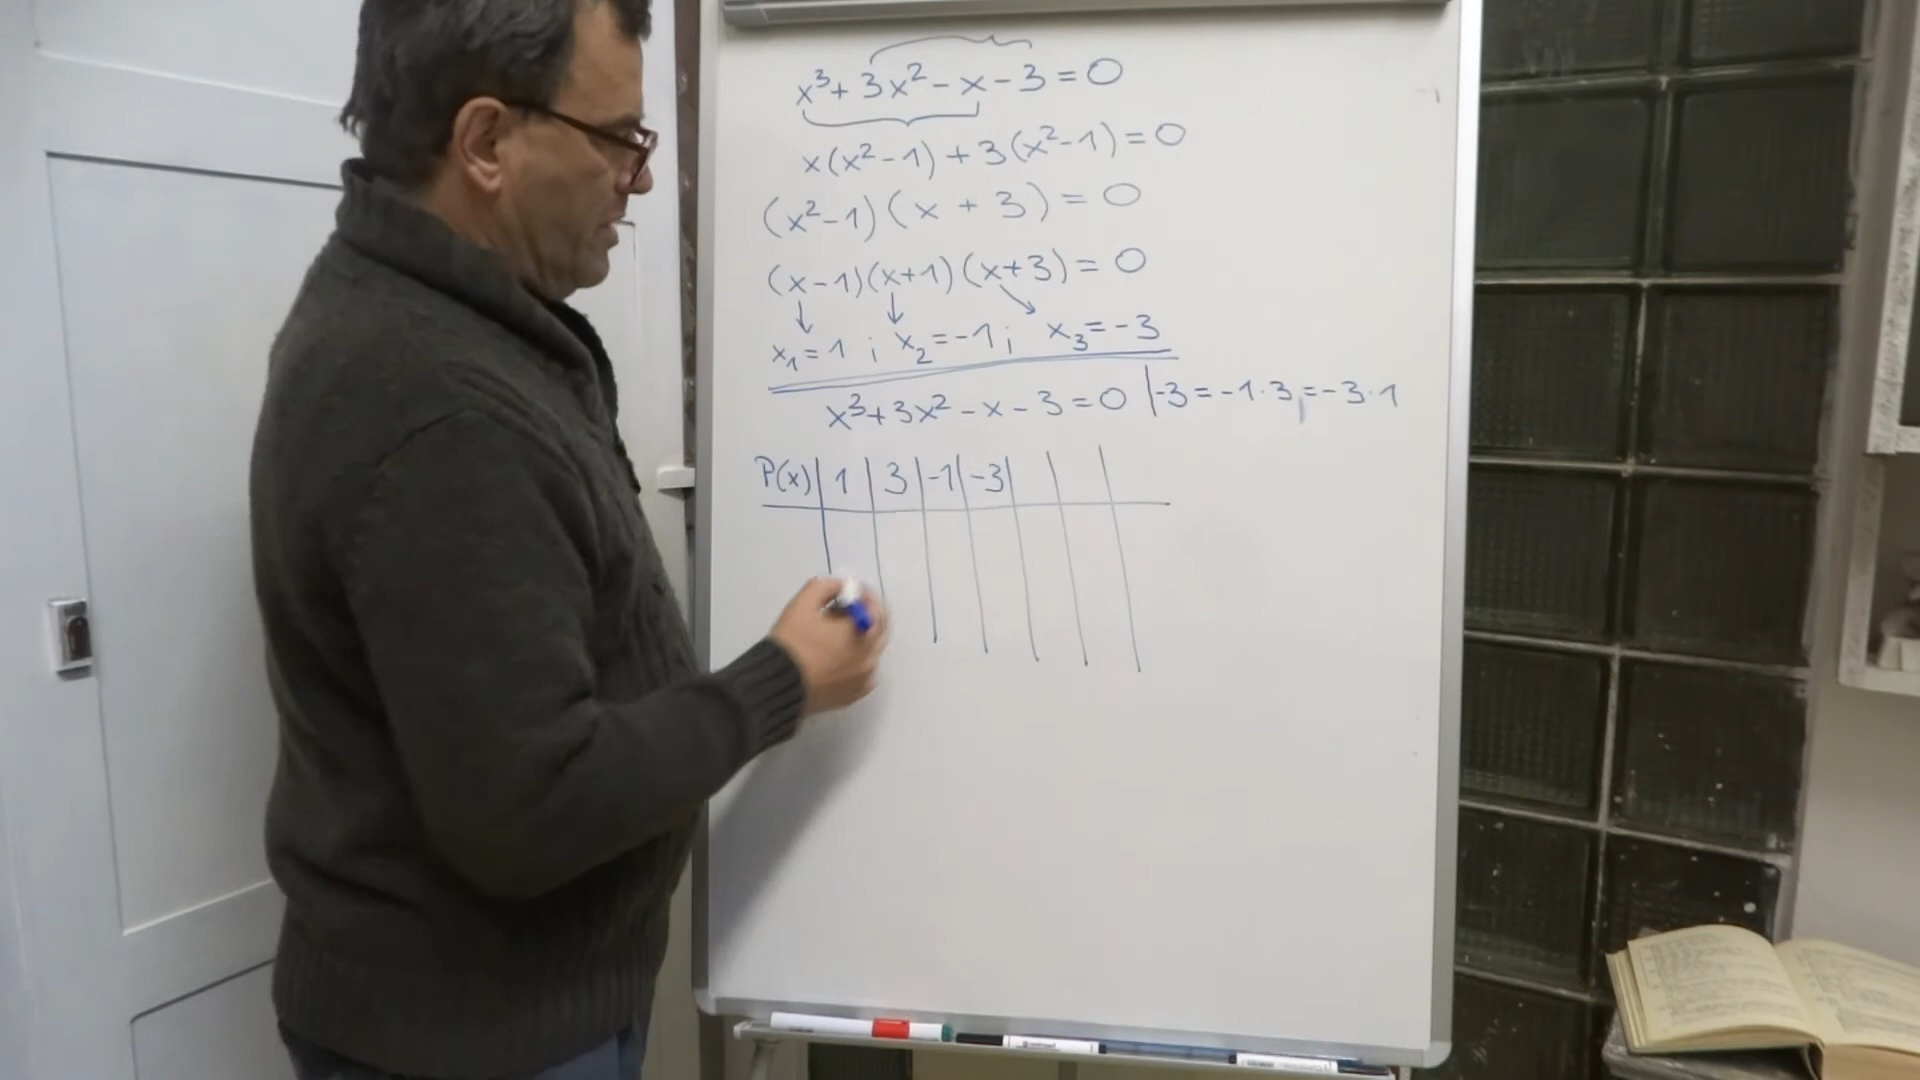 x³ + 3x² - x - 3 = 0
x(x² - 1) + 3(x² - 1) = 0
(x² - 1)(x + 3) = 0
(x - 1)(x + 1)(x + 3) = 0
x₁ = 1 ; x₂ = -1 ; x₃ = -3
x³ + 3x² - x - 3 = 0 | -3 = -1·3 = -3·1
P(x) | 1 | 3 | -1 | -3 |